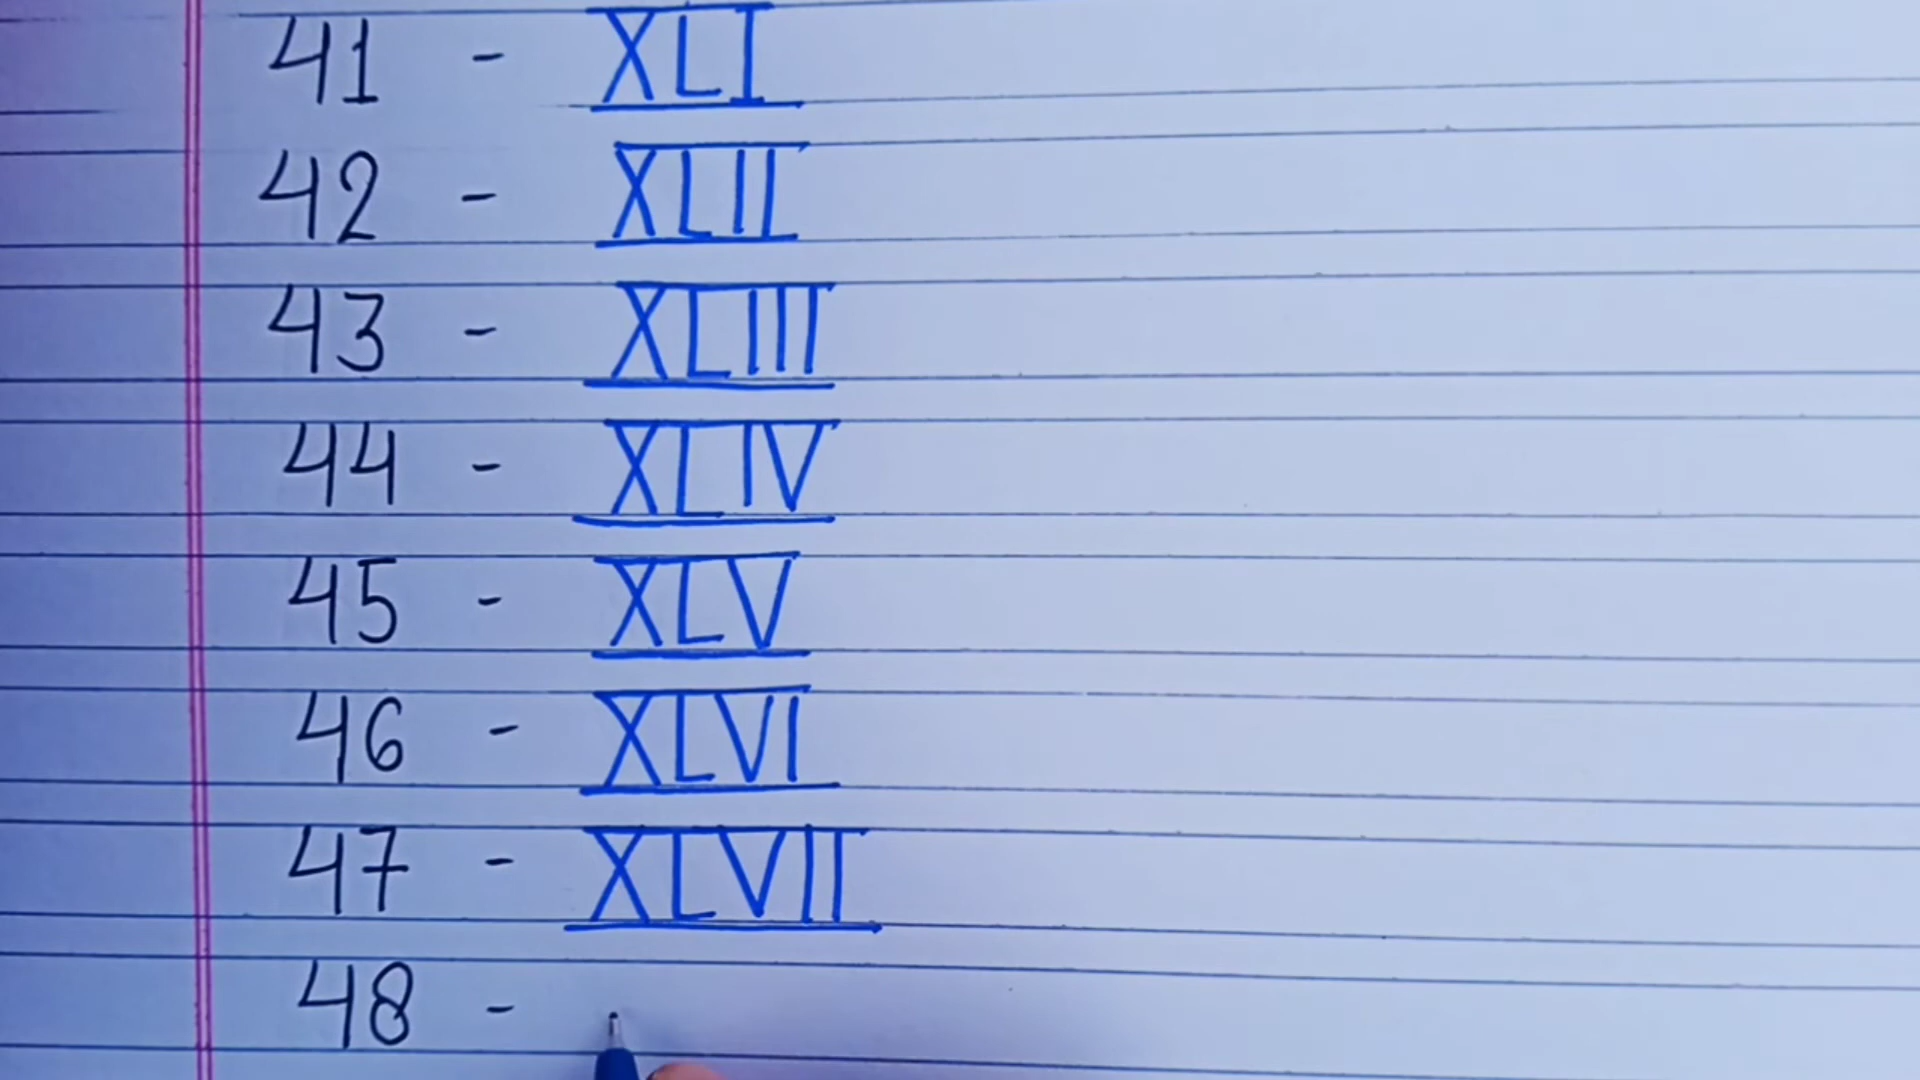 41 - XLI
42 - XLII
43 - XLIII
44 - XLIV
45 - XLV
46 - XLVI
47 - XLVII
48 -